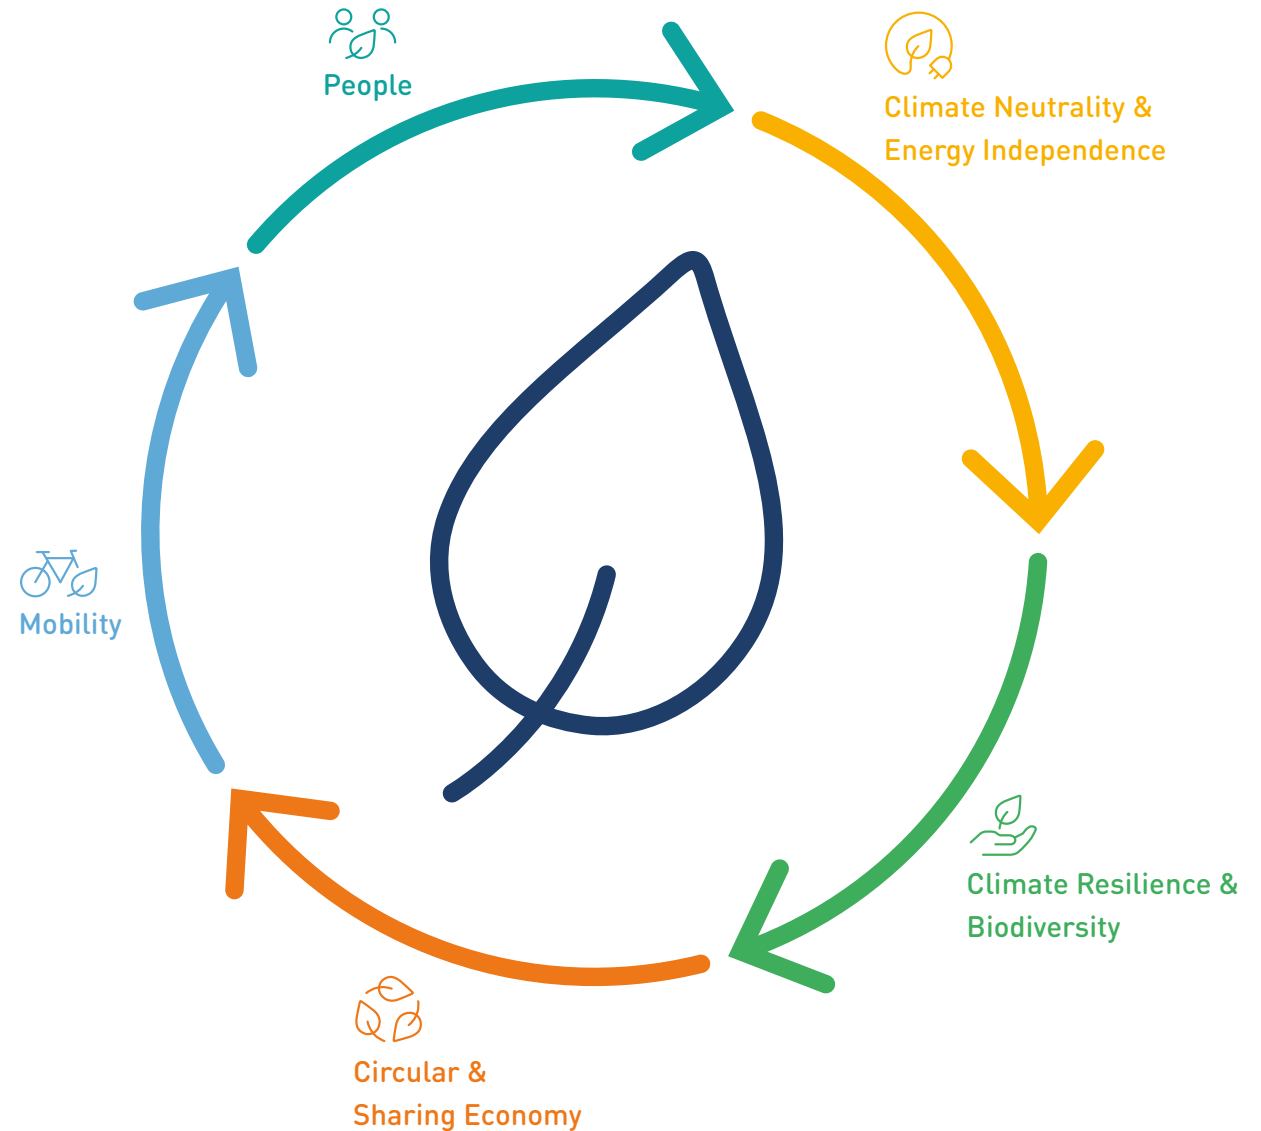 People
Climate Neutrality &
Energy Independence
Climate Resilience &
Biodiversity
Circular &
Sharing Economy
Mobility